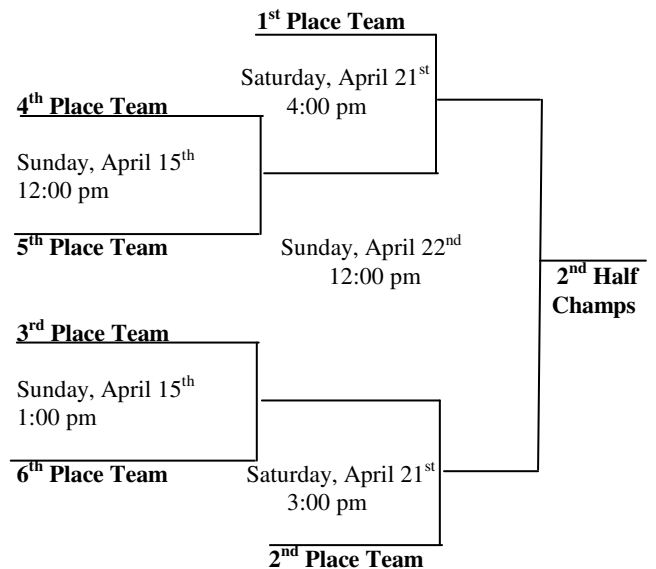 1st Place Team
Saturday, April 21st
4:00 pm
4th Place Team
Sunday, April 15th
12:00 pm
5th Place Team
Sunday, April 22nd
12:00 pm
2nd Half
Champs
3rd Place Team
Sunday, April 15th
1:00 pm
6th Place Team
Saturday, April 21st
3:00 pm
2nd Place Team